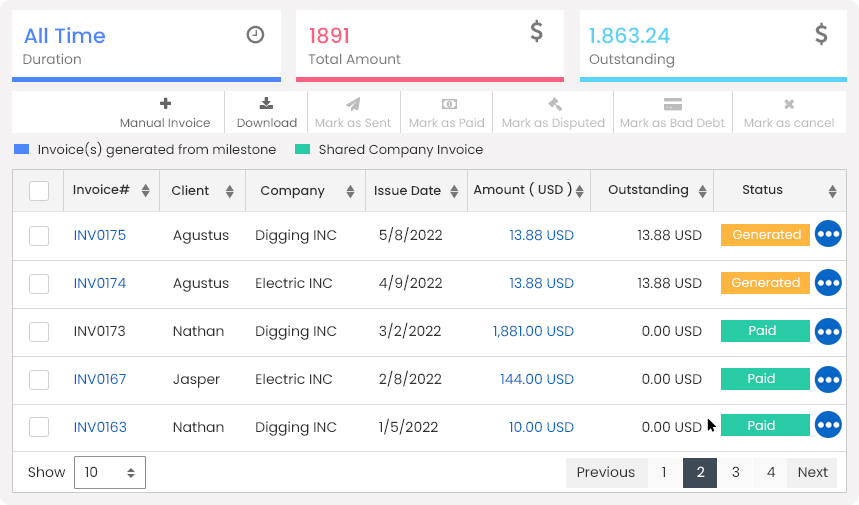 All Time
Duration
1891 $
Total Amount
1.863.24 $
Outstanding
Manual Invoice Download Mark as Sent Mark as Paid Mark as Disputed Mark as Bad Debt Mark as cancel
Invoice(s) generated from milestone Shared Company Invoice
Invoice# Client Company Issue Date Amount ( USD ) Outstanding Status
INV0175 Agustus Digging INC 5/8/2022 13.88 USD 13.88 USD Generated
INV0174 Agustus Electric INC 4/9/2022 13.88 USD 13.88 USD Generated
INV0173 Nathan Digging INC 3/2/2022 1,881.00 USD 0.00 USD Paid
INV0167 Jasper Electric INC 2/8/2022 144.00 USD 0.00 USD Paid
INV0163 Nathan Digging INC 1/5/2022 10.00 USD 0.00 USD Paid
Show 10 Previous 1 2 3 4 Next